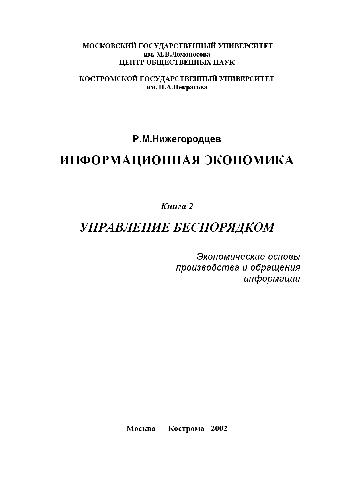 МОСКОВСКИЙ ГОСУДАРСТВЕННЫЙ УНИВЕРСИТЕТ
им. М.В.Ломоносова
ЦЕНТР ОБЩЕСТВЕННЫХ НАУК
КОСТРОМСКОЙ ГОСУДАРСТВЕННЫЙ УНИВЕРСИТЕТ
им. Н.А.Некрасова
Р.М.Нижегородцев
ИНФОРМАЦИОННАЯ ЭКОНОМИКА
Книга 2
УПРАВЛЕНИЕ БЕСПОРЯДКОМ
Экономические основы
производства и обращения
информации
Москва Кострома 2002